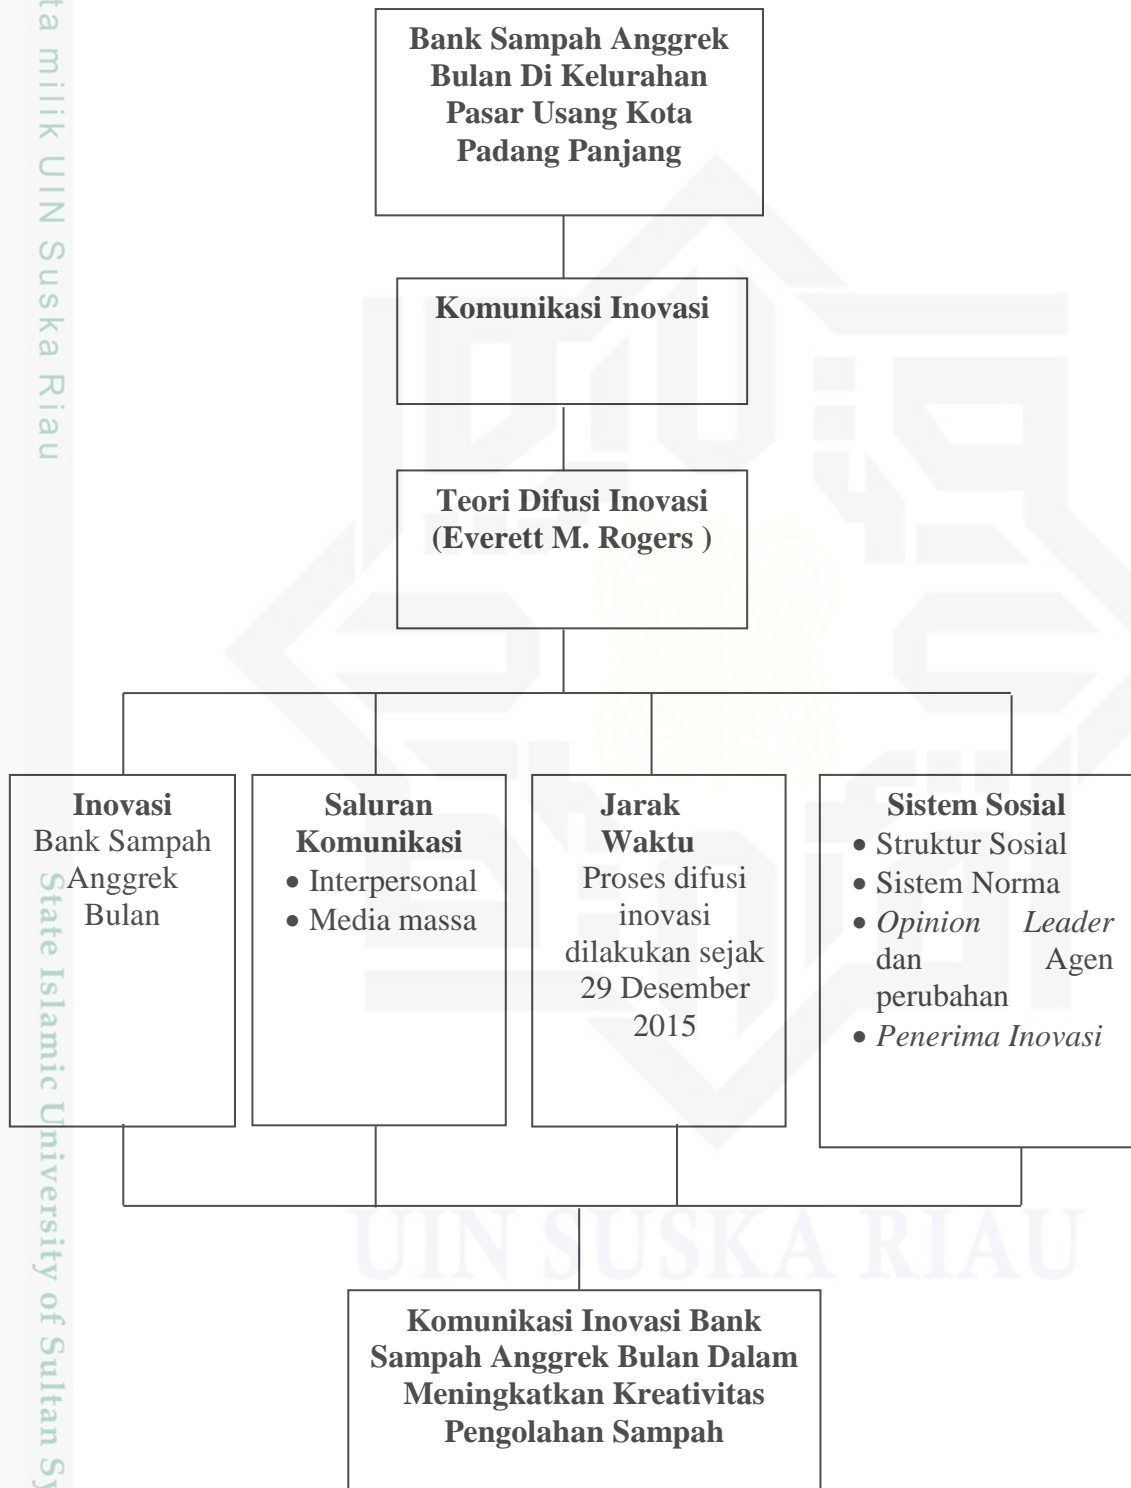 Bank Sampah Anggrek
Bulan Di Kelurahan
Pasar Usang Kota
Padang Panjang
Komunikasi Inovasi
Teori Difusi Inovasi
(Everett M. Rogers )
Inovasi
Bank Sampah
Anggrek
Bulan
Saluran
Komunikasi
• Interpersonal
• Media massa
Jarak
Waktu
Proses difusi
inovasi
dilakukan sejak
29 Desember
2015
Sistem Sosial
• Struktur Sosial
• Sistem Norma
• Opinion Leader
dan Agen
perubahan
• Penerima Inovasi
Komunikasi Inovasi Bank
Sampah Anggrek Bulan Dalam
Meningkatkan Kreativitas
Pengolahan Sampah
milik UIN Suska Riau
State Islamic University of Sultan
UIN SUSKA RIAU